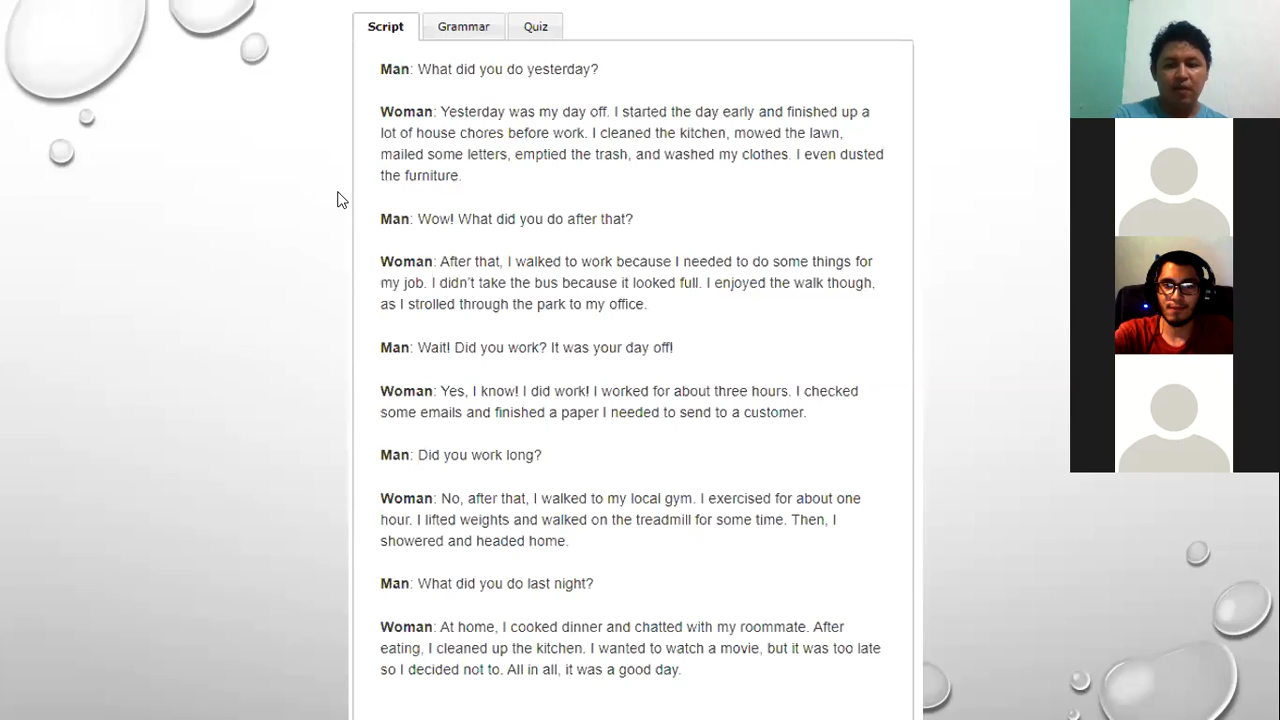 Script Grammar Quiz
Man: What did you do yesterday?
Woman: Yesterday was my day off. I started the day early and finished up a
lot of house chores before work. I cleaned the kitchen, mowed the lawn,
mailed some letters, emptied the trash, and washed my clothes. I even dusted
the furniture.
Man: Wow! What did you do after that?
Woman: After that, I walked to work because I needed to do some things for
my job. I didn't take the bus because it looked full. I enjoyed the walk though,
as I strolled through the park to my office.
Man: Wait! Did you work? It was your day off!
Woman: Yes, I know! I did work! I worked for about three hours. I checked
some emails and finished a paper I needed to send to a customer.
Man: Did you work long?
Woman: No, after that, I walked to my local gym. I exercised for about one
hour. I lifted weights and walked on the treadmill for some time. Then, I
showered and headed home.
Man: What did you do last night?
Woman: At home, I cooked dinner and chatted with my roommate. After
eating, I cleaned up the kitchen. I wanted to watch a movie, but it was too late
so I decided not to. All in all, it was a good day.